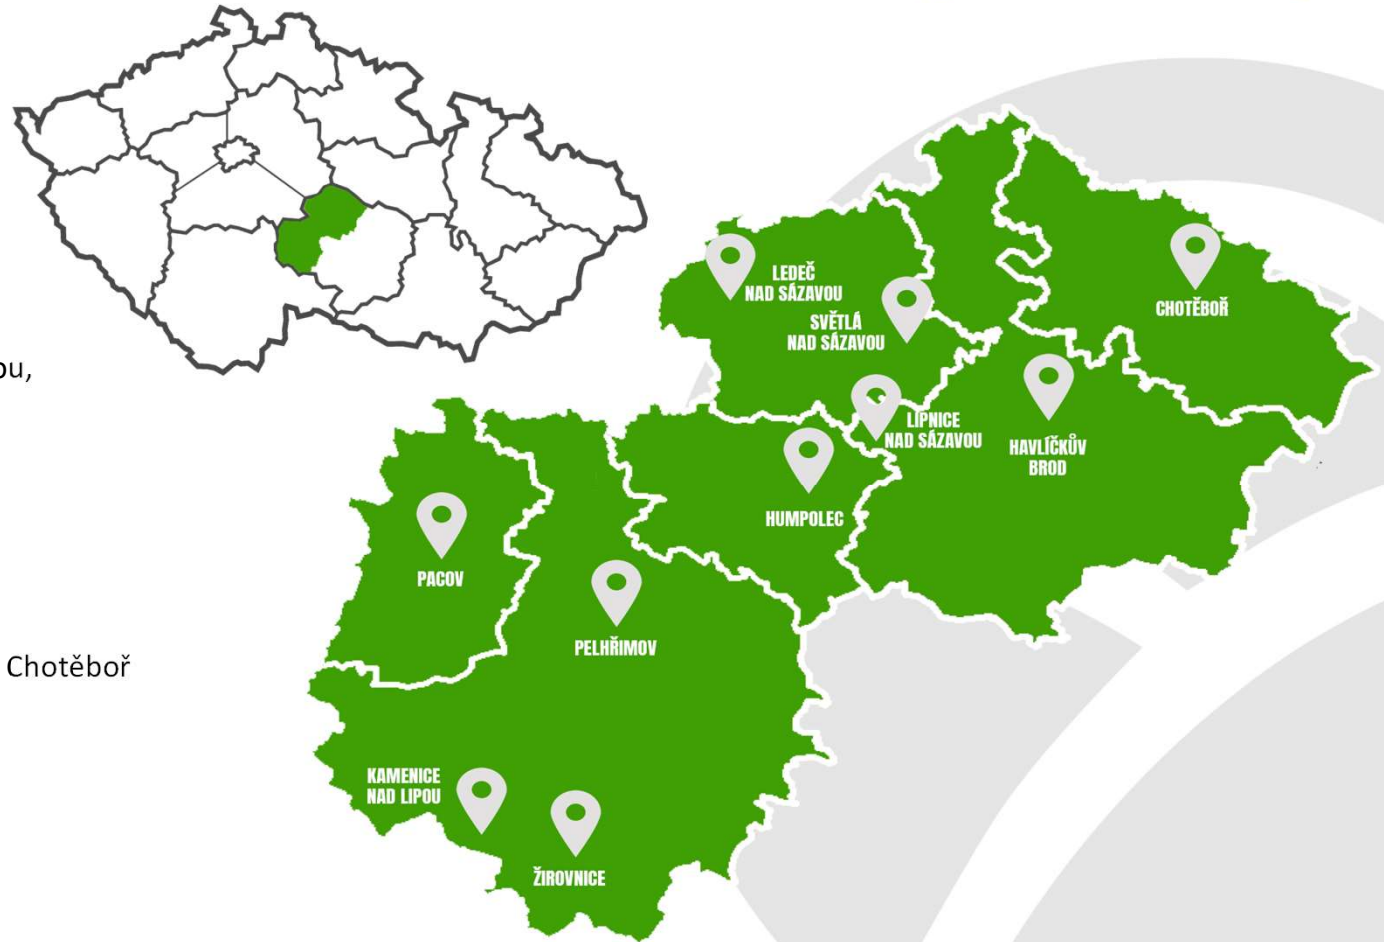 ou,
Chotěboř
LEDEČ
NAD SÁZAVOU
SVĚTLÁ
NAD SÁZAVOU
CHOTĚBOŘ
LIPNICE
NAD SÁZAVOU
HAVLÍČKŮV
BROD
HUMPOLEC
PACOV
PELHŘIMOV
KAMENICE
NAD LIPOU
ŽIROVNICE